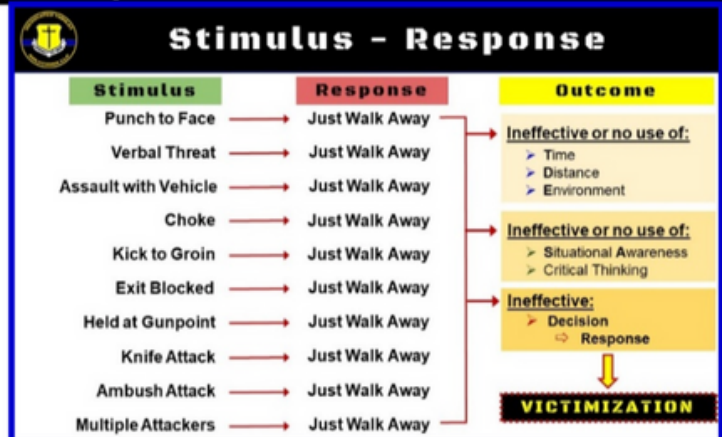 Stimulus - Response
Stimulus Response Outcome
Punch to Face Just Walk Away
Verbal Threat Just Walk Away
Assault with Vehicle Just Walk Away
Choke Just Walk Away
Kick to Groin Just Walk Away
Exit Blocked Just Walk Away
Held at Gunpoint Just Walk Away
Knife Attack Just Walk Away
Ambush Attack Just Walk Away
Multiple Attackers Just Walk Away
Ineffective or no use of:
Time
Distance
Environment
Ineffective or no use of:
Situational Awareness
Critical Thinking
Ineffective:
Decision
Response
VICTIMIZATION